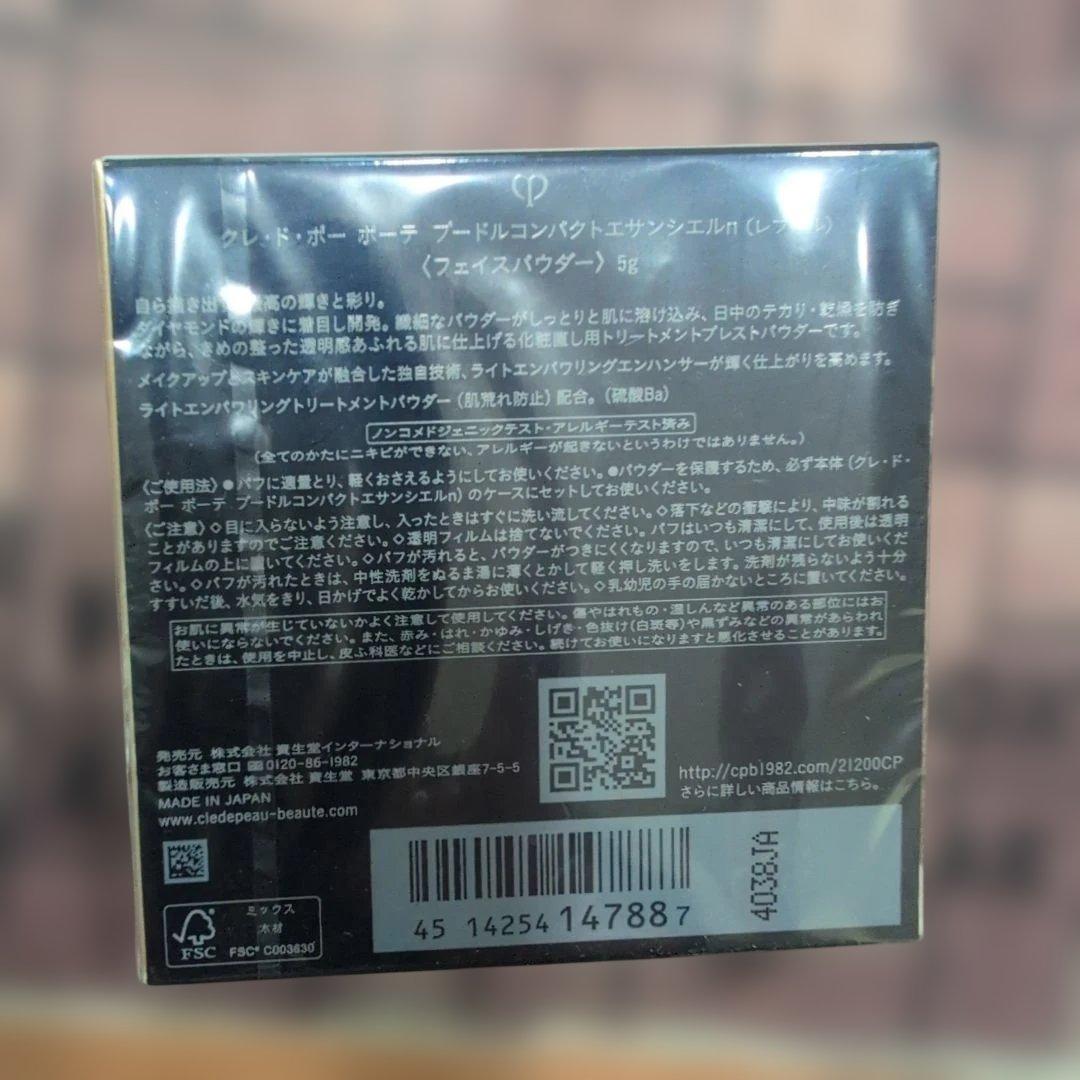 クレ・ド・ポー ボーテ プードルコンパクトエサンシエルn（レフィル）
〈フェイスパウダー〉 5g
自ら輝き出す 最高の輝きと彩り。
ダイヤモンドの輝きに着目し開発。繊細なパウダーがしっとりと肌に溶け込み、日中のテカリ・乾燥を防ぎ
ながら、きめの整った透明感あふれる肌に仕上げる化粧直し用トリートメントプレストパウダーです。
メイクアップとスキンケアが融合した独自技術、ライトエンパワリングエンハンサーが輝く仕上がりを高めます。
ライトエンパワリングトリートメントパウダー（肌荒れ防止）配合。（硫酸Ba）
ノンコメドジェニックテスト・アレルギーテスト済み
（全てのかたにニキビができない、アレルギーが起きないというわけではありません。）
〈ご使用法〉●パフに適量とり、軽くおさえるようにしてお使いください。●パウダーを保護するため、必ず本体（クレ・ド・
ポー ボーテ プードルコンパクトエサンシエルn）のケースにセットしてお使いください。
〈ご注意〉◇目に入らないよう注意し、入ったときはすぐに洗い流してください。◇落下などの衝撃により、中味が割れる
ことがありますのでご注意ください。◇透明フィルムは捨てないでください。パフはいつも清潔にして、使用後は透明
フィルムの上に置いてください。◇パフが汚れると、パウダーがつきにくくなりますので、いつも清潔にしてお使いくだ
さい。◇パフが汚れたときは、中性洗剤をぬるま湯に薄くとかして軽く押し洗いをします。洗剤が残らないよう十分
すすいだ後、水気をきり、日かげでよく乾かしてからお使いください。◇乳幼児の手の届かないところに置いてください。
お肌に異常が生じていないかよく注意して使用してください。傷やはれもの・湿しんなど異常のある部位にはお
使いにならないでください。また、赤み・はれ・かゆみ・しげき・色抜け（白斑等）や黒ずみなどの異常があらわれ
たときは、使用を中止し、皮ふ科医などにご相談ください。続けてお使いになりますと悪化させることがあります。
発売元 株式会社 資生堂インターナショナル
お客さま窓口 0120-86-1982
製造販売元 株式会社 資生堂 東京都中央区銀座7-5-5
MADE IN JAPAN
www.cledepeau-beaute.com
http://cpb1982.com/21200CP
さらに詳しい商品情報はこちら。
ミックス
木材
FSC
FSC® C003630
45 14254 147887
4038JA